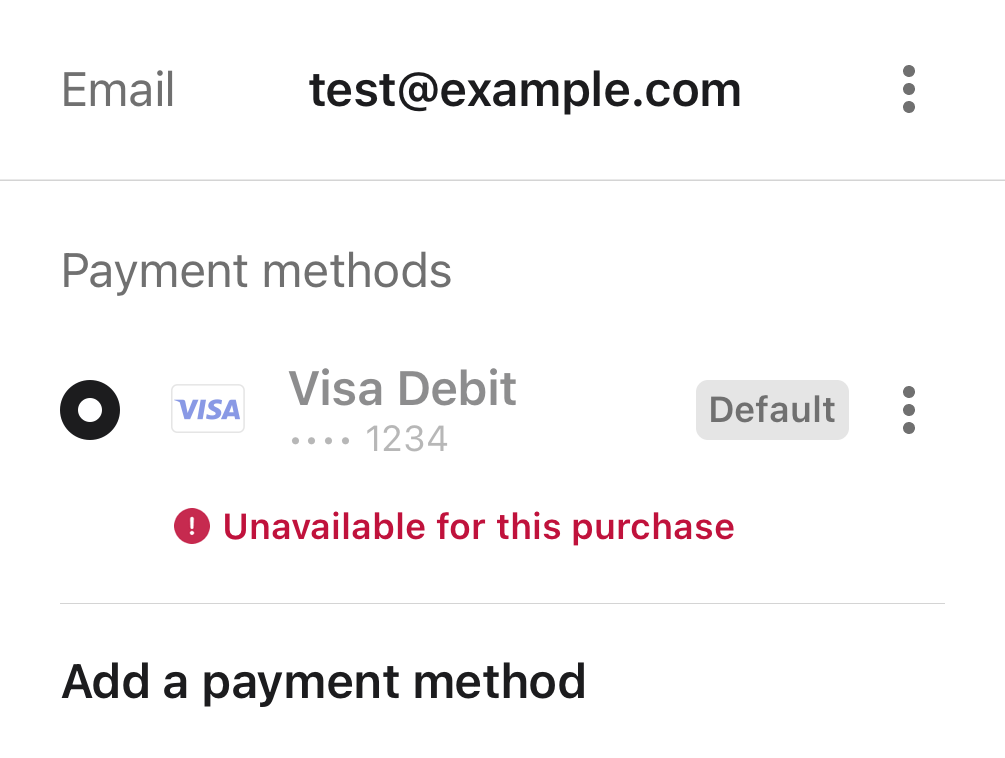 Email test@example.com
Payment methods
VISA Visa Debit Default
•••• 1234
! Unavailable for this purchase
Add a payment method